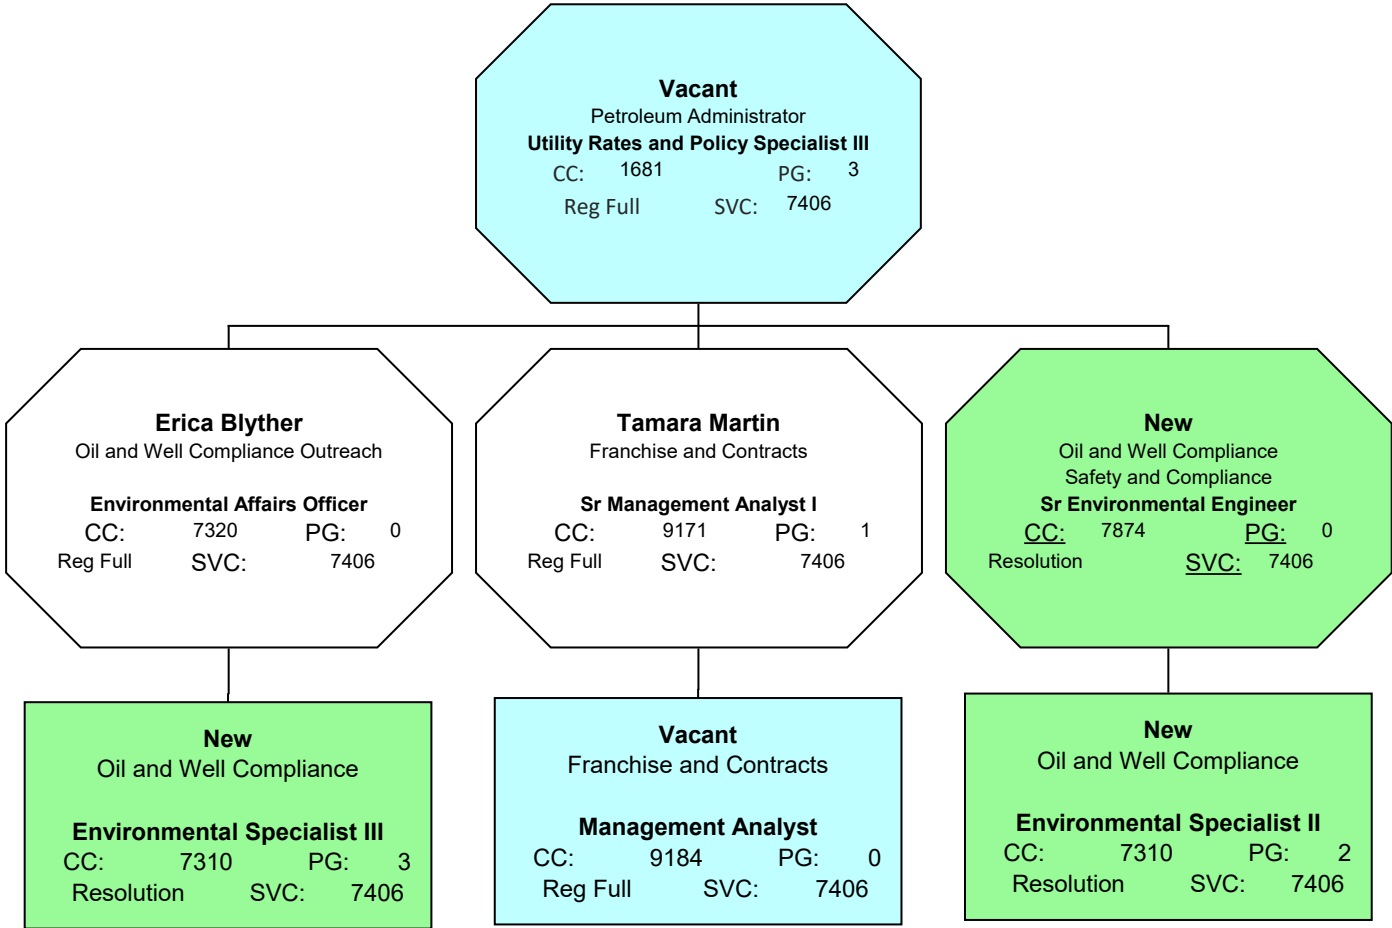 Vacant
Petroleum Administrator
Utility Rates and Policy Specialist III
CC: 1681 PG: 3
Reg Full SVC: 7406
Erica Blyther
Oil and Well Compliance Outreach
Environmental Affairs Officer
CC: 7320 PG: 0
Reg Full SVC: 7406
Tamara Martin
Franchise and Contracts
Sr Management Analyst I
CC: 9171 PG: 1
Reg Full SVC: 7406
New
Oil and Well Compliance
Safety and Compliance
Sr Environmental Engineer
CC: 7874 PG: 0
Resolution SVC: 7406
New
Oil and Well Compliance
Environmental Specialist III
CC: 7310 PG: 3
Resolution SVC: 7406
Vacant
Franchise and Contracts
Management Analyst
CC: 9184 PG: 0
Reg Full SVC: 7406
New
Oil and Well Compliance
Environmental Specialist II
CC: 7310 PG: 2
Resolution SVC: 7406